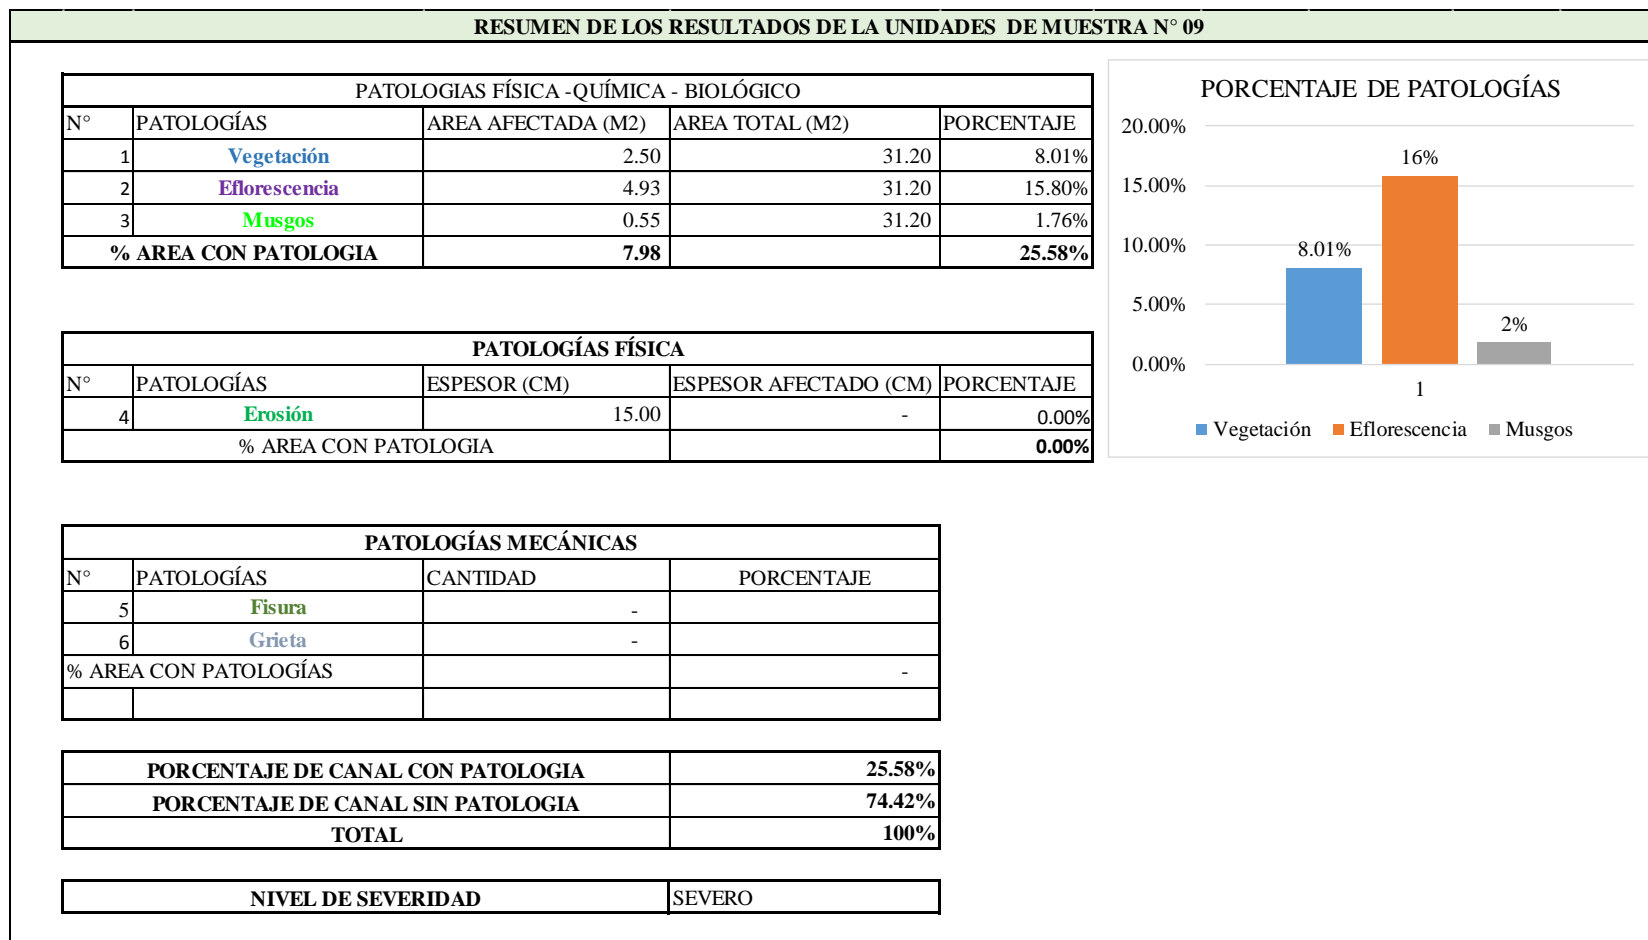 RESUMEN DE LOS RESULTADOS DE LA UNIDADES DE MUESTRA N° 09
PATOLOGIAS FÍSICA -QUÍMICA - BIOLÓGICO
N° PATOLOGÍAS AREA AFECTADA (M2) AREA TOTAL (M2) PORCENTAJE
1 Vegetación 2.50 31.20 8.01%
2 Eflorescencia 4.93 31.20 15.80%
3 Musgos 0.55 31.20 1.76%
% AREA CON PATOLOGIA 7.98 25.58%
PATOLOGÍAS FÍSICA
N° PATOLOGÍAS ESPESOR (CM) ESPESOR AFECTADO (CM) PORCENTAJE
4 Erosión 15.00 - 0.00%
% AREA CON PATOLOGIA 0.00%
PATOLOGÍAS MECÁNICAS
N° PATOLOGÍAS CANTIDAD PORCENTAJE
5 Fisura -
6 Grieta -
% AREA CON PATOLOGÍAS -
PORCENTAJE DE CANAL CON PATOLOGIA 25.58%
PORCENTAJE DE CANAL SIN PATOLOGIA 74.42%
TOTAL 100%
NIVEL DE SEVERIDAD SEVERO
PORCENTAJE DE PATOLOGÍAS
20.00%
16%
15.00%
10.00%
8.01%
5.00%
2%
0.00%
1
Vegetación Eflorescencia Musgos